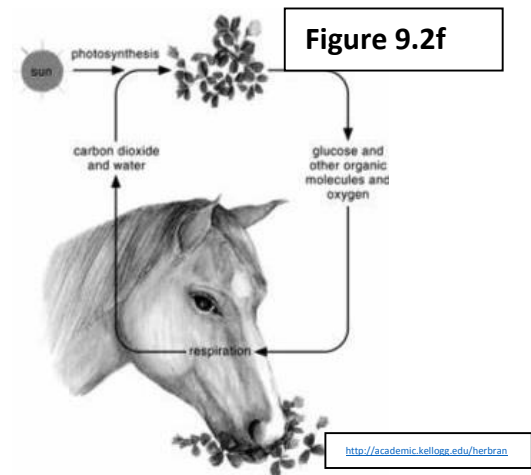 Figure 9.2f
photosynthesis
sun
carbon dioxide
and water
glucose and
other organic
molecules and
oxygen
respiration
http://academic.kellogg.edu/herbran